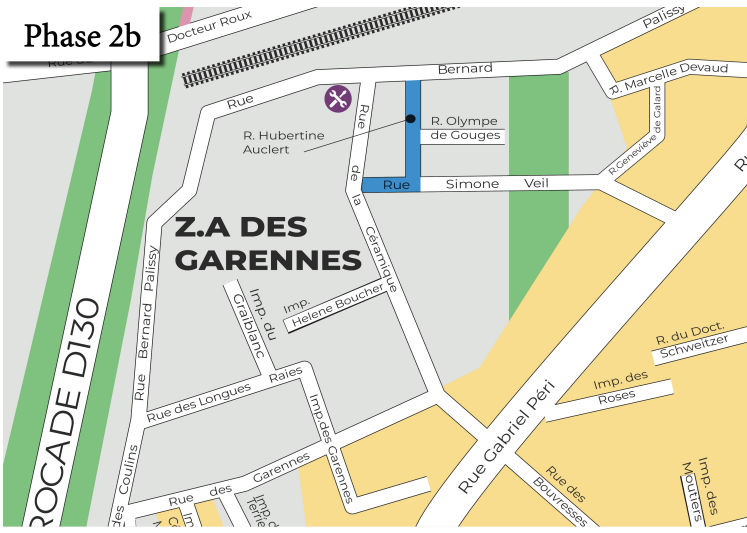 Phase 2b
Docteur Roux
Rue
Palissy
Bernard
R. Marcelle Devaud
Rue
R. Olympe
de Gouges
R. Hubertine
Auclert
R.Geneviève de Galard
Rue de la Céramique
Rue Simone Veil
Z.A DES
GARENNES
Rue Bernard Palissy
Imp. du
Graiblanc
Imp.
Helene Boucher
ROCADE D130
R. du Doct.
Schweitzer
Imp. des
Roses
Rue des Longues Raies
Imp.des Garennes
Rue Gabriel Péri
des Coulins
Rue des Garennes
Rue des
Bouvresses
Imp. des
Moutiers